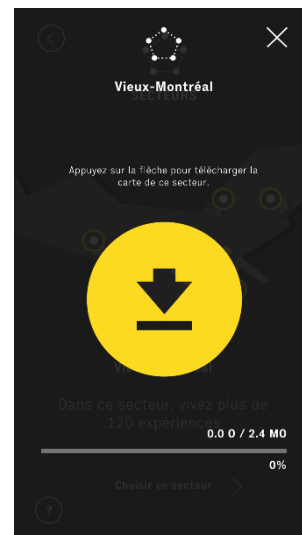 Vieux-Montréal
SECTEURS
Appuyez sur la flèche pour télécharger la
carte de ce secteur.
Dans ce secteur, vivez plus de
120 expériences
0.0 O / 2.4 MO
0%
Choisir ce secteur
?